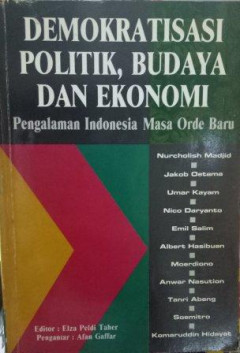 DEMOKRATISASI
POLITIK, BUDAYA
DAN EKONOMI
Pengalaman Indonesia Masa Orde Baru
Nurcholish Madjid
Jakob Oetama
Umar Kayam
Nico Daryanto
Emil Salim
Albert Hasibuan
Moerdiono
Anwar Nasution
Tanri Abeng
Soemitro
Komaruddin Hidayat
Editor : Elza Peldi Taher
Pengantar : Afan Gaffar